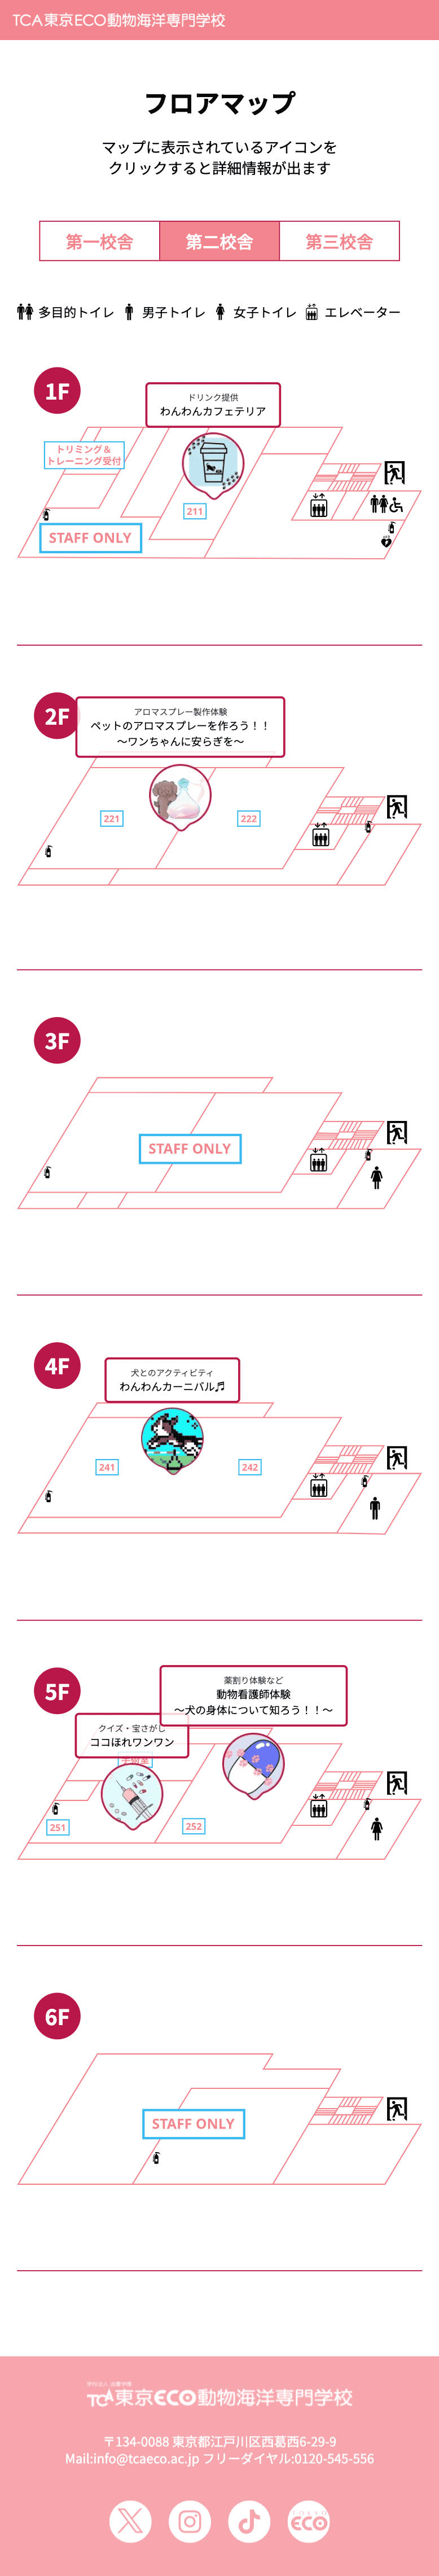 TCA東京ECO動物海洋専門学校
フロアマップ
マップに表示されているアイコンを
クリックすると詳細情報が出ます
第一校舎 第二校舎 第三校舎
多目的トイレ 男子トイレ 女子トイレ エレベーター
1F
ドリンク提供
わんわんカフェテリア
トリミング＆
トレーニング受付
211
STAFF ONLY
2F
アロマスプレー製作体験
ペットのアロマスプレーを作ろう！！
～ワンちゃんに安らぎを～
221
222
3F
STAFF ONLY
4F
犬とのアクティビティ
わんわんカーニバル♬
241
242
5F
薬割り体験など
動物看護師体験
～犬の身体について知ろう！！～
クイズ・宝さがし
ココほれワンワン
251
252
6F
STAFF ONLY
TCA東京ECO動物海洋専門学校
〒134-0088 東京都江戸川区西葛西6-29-9
Mail:info@tcaeco.ac.jp フリーダイヤル:0120-545-556
TOKYO
ECO